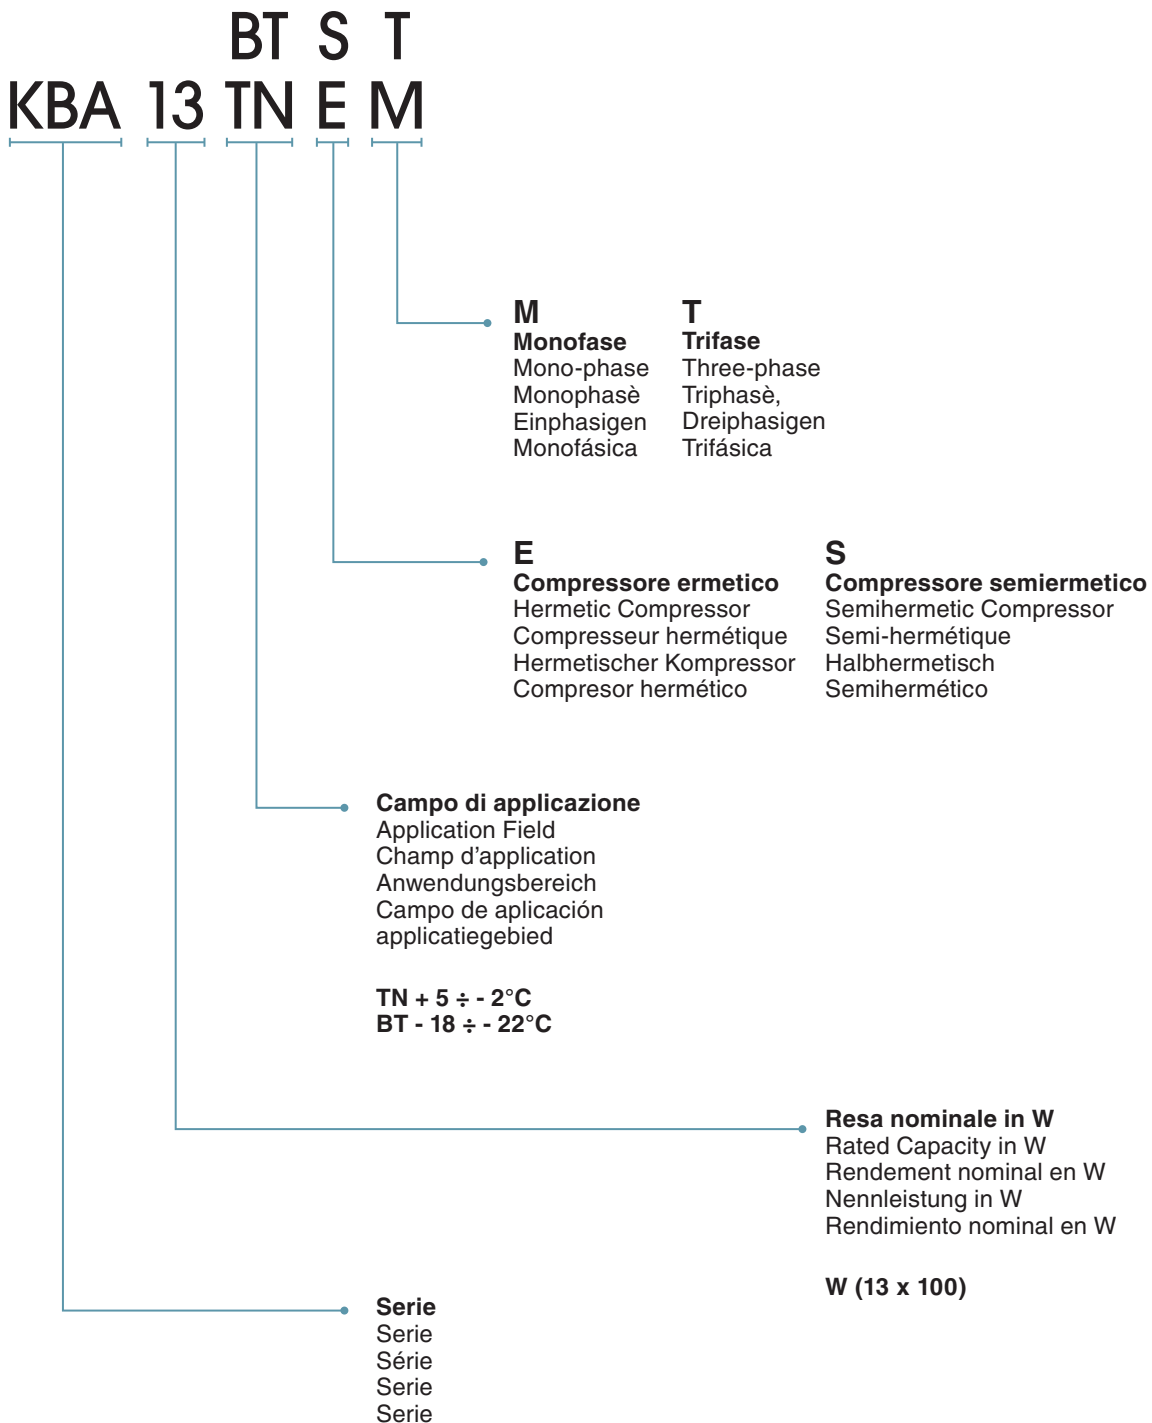 BT S T
KBA 13 TN E M
M
Monofase
Mono-phase
Monophasè
Einphasigen
Monofásica
T
Trifase
Three-phase
Triphasè,
Dreiphasigen
Trifásica
E
Compressore ermetico
Hermetic Compressor
Compresseur hermétique
Hermetischer Kompressor
Compresor hermético
S
Compressore semiermetico
Semihermetic Compressor
Semi-hermétique
Halbhermetisch
Semihermético
Campo di applicazione
Application Field
Champ d'application
Anwendungsbereich
Campo de aplicación
applicatiegebied
TN + 5 ÷ - 2°C
BT - 18 ÷ - 22°C
Resa nominale in W
Rated Capacity in W
Rendement nominal en W
Nennleistung in W
Rendimiento nominal en W
W (13 x 100)
Serie
Serie
Série
Serie
Serie